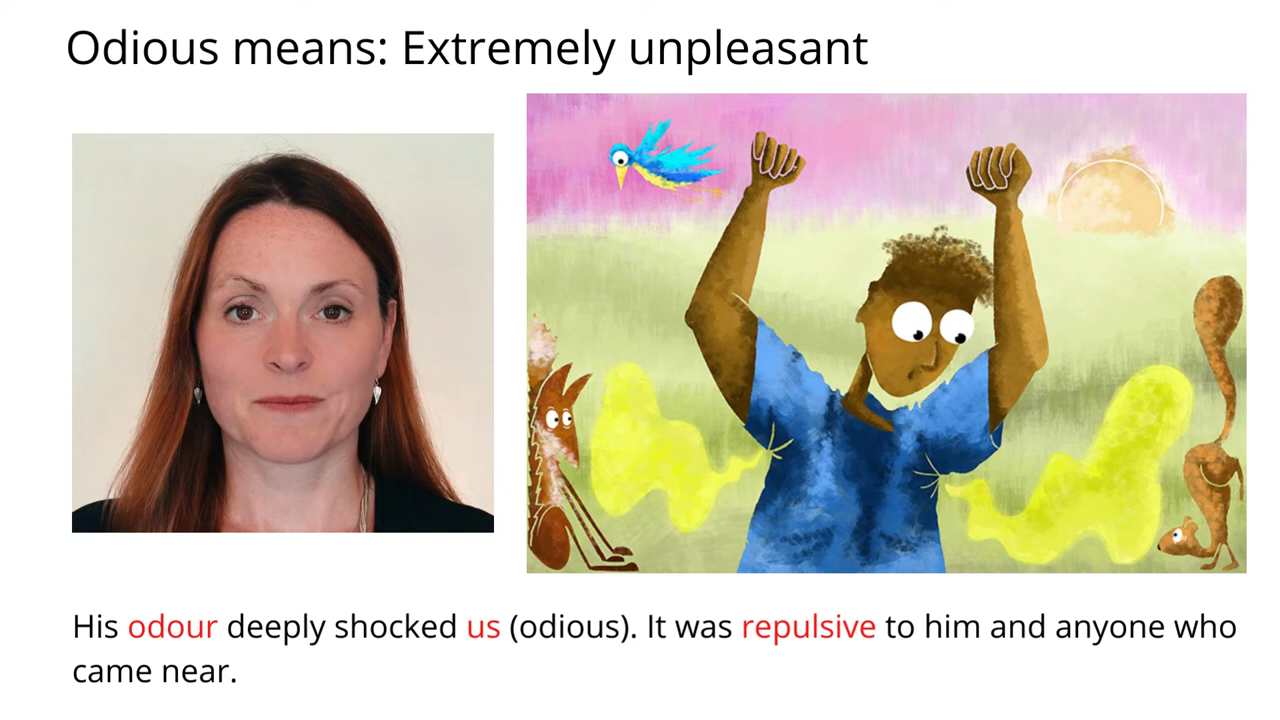 Odious means: Extremely unpleasant
His odour deeply shocked us (odious). It was repulsive to him and anyone who
came near.